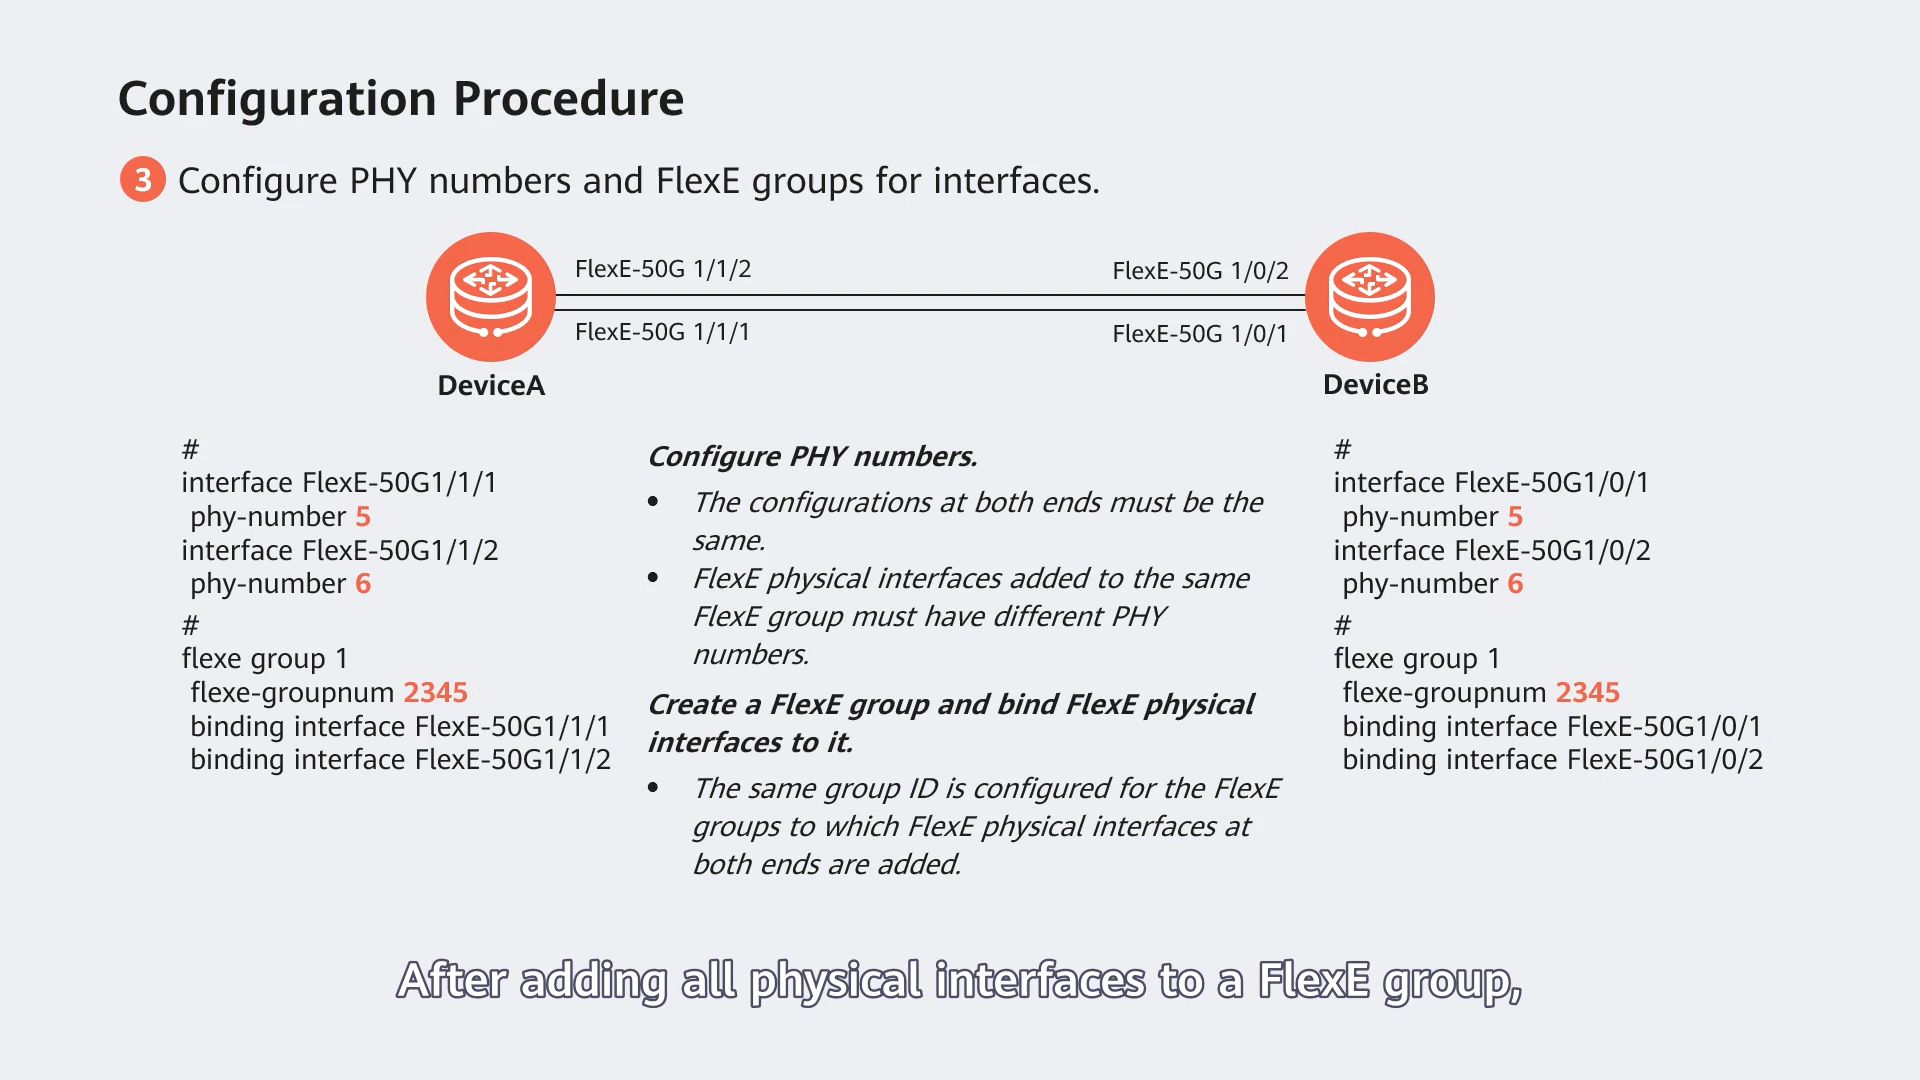 Configuration Procedure
3 Configure PHY numbers and FlexE groups for interfaces.
FlexE-50G 1/1/2
FlexE-50G 1/0/2
FlexE-50G 1/1/1
FlexE-50G 1/0/1
DeviceA
DeviceB
#
interface FlexE-50G1/1/1
phy-number 5
interface FlexE-50G1/1/2
phy-number 6
#
flexe group 1
flexe-groupnum 2345
binding interface FlexE-50G1/1/1
binding interface FlexE-50G1/1/2
Configure PHY numbers.
• The configurations at both ends must be the
same.
• FlexE physical interfaces added to the same
FlexE group must have different PHY
numbers.
Create a FlexE group and bind FlexE physical
interfaces to it.
• The same group ID is configured for the FlexE
groups to which FlexE physical interfaces at
both ends are added.
#
interface FlexE-50G1/0/1
phy-number 5
interface FlexE-50G1/0/2
phy-number 6
#
flexe group 1
flexe-groupnum 2345
binding interface FlexE-50G1/0/1
binding interface FlexE-50G1/0/2
After adding all physical interfaces to a FlexE group,